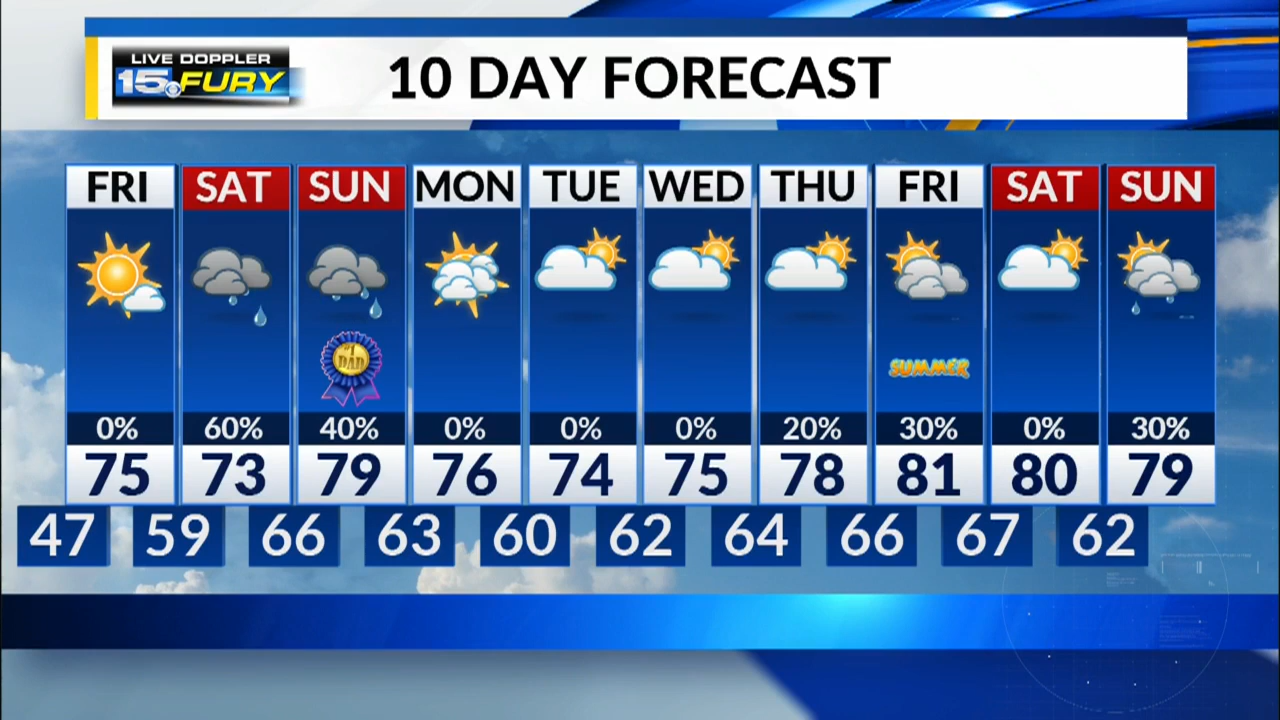 LIVE DOPPLER
15 FURY
10 DAY FORECAST
FRI SAT SUN MON TUE WED THU FRI SAT SUN
#1
DAD
SUMMER
0% 60% 40% 0% 0% 0% 20% 30% 0% 30%
75 73 79 76 74 75 78 81 80 79
47 59 66 63 60 62 64 66 67 62